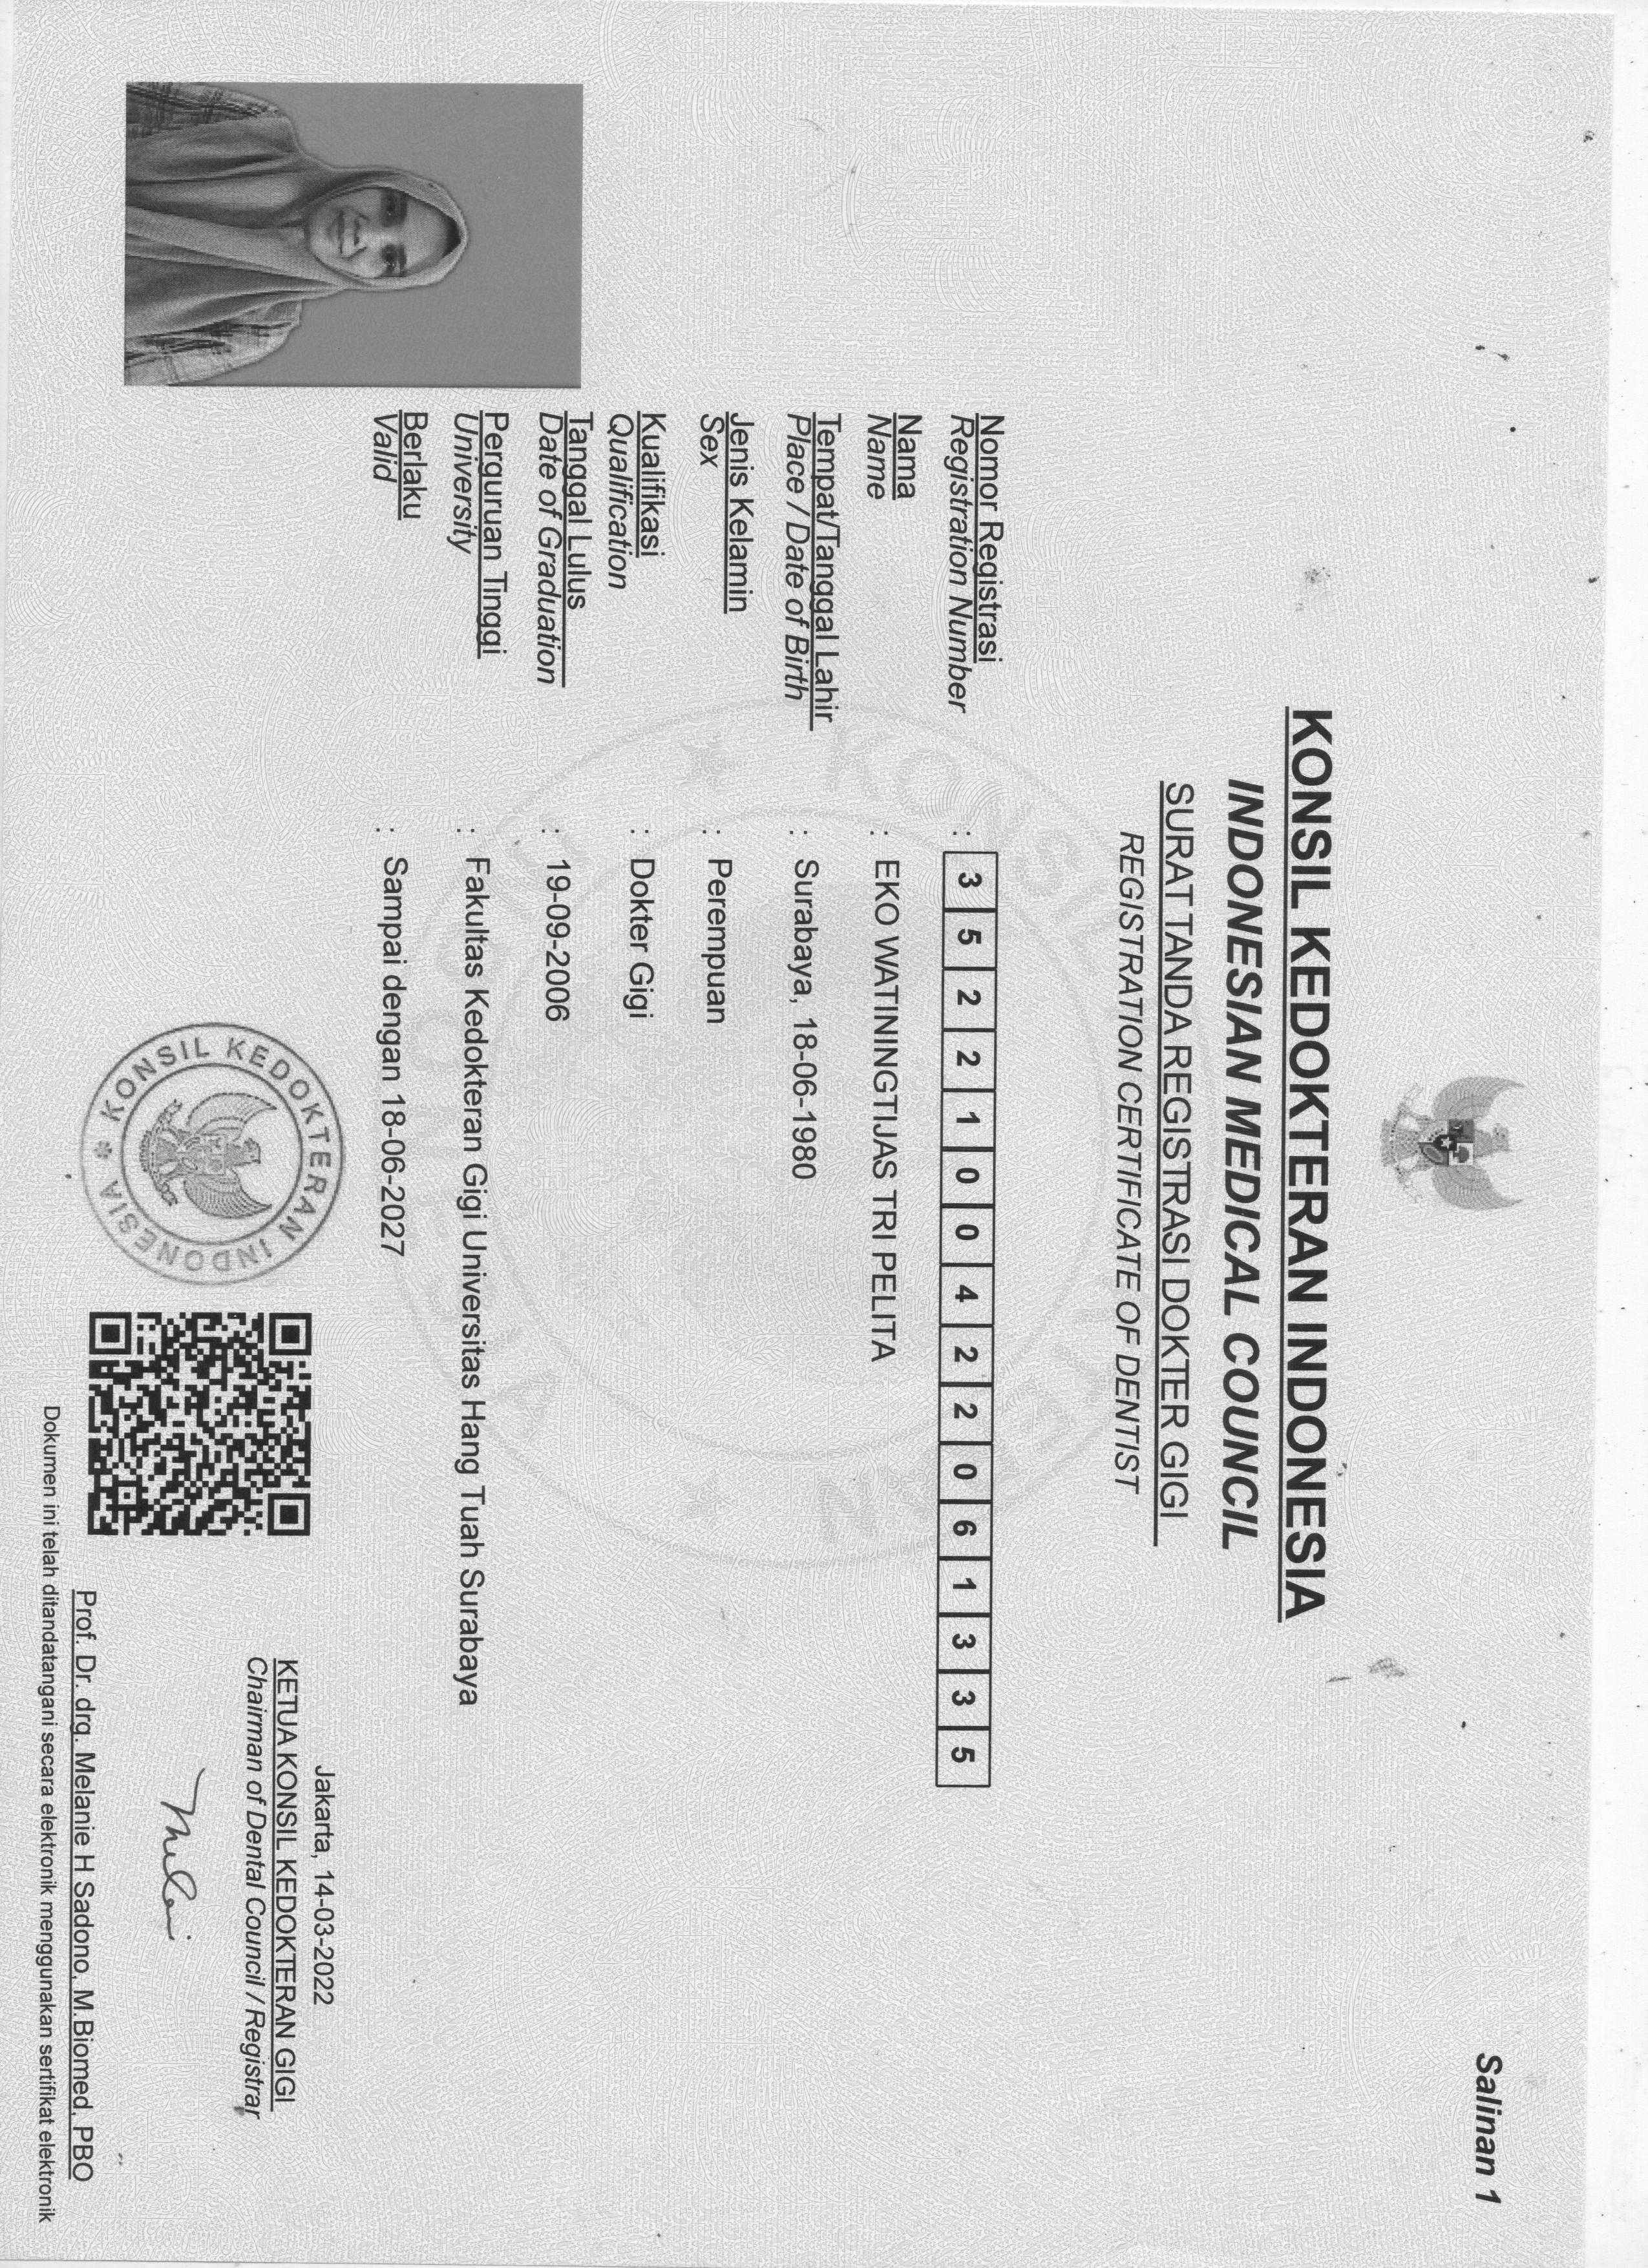 Salinan 1
KONSIL KEDOKTERAN INDONESIA
INDONESIAN MEDICAL COUNCIL
SURAT TANDA REGISTRASI DOKTER GIGI
REGISTRATION CERTIFICATE OF DENTIST
Nomor Registrasi : 3 5 2 2 1 0 0 4 2 2 0 6 1 3 3 5
Registration Number
Nama : EKO WATININGTIJAS TRI PELITA
Name
Tempat/Tanggal Lahir : Surabaya, 18-06-1980
Place / Date of Birth
Jenis Kelamin : Perempuan
Sex
Kualifikasi : Dokter Gigi
Qualification
Tanggal Lulus : 19-09-2006
Date of Graduation
Perguruan Tinggi : Fakultas Kedokteran Gigi Universitas Hang Tuah Surabaya
University
Berlaku : Sampai dengan 18-06-2027
Valid
Jakarta, 14-03-2022
KETUA KONSIL KEDOKTERAN GIGI
Chairman of Dental Council / Registrar
KONSIL KEDOKTERAN INDONESIA
Prof. Dr. drg. Melanie H Sadono, M.Biomed, PBO
Dokumen ini telah ditandatangani secara elektronik menggunakan sertifikat elektronik